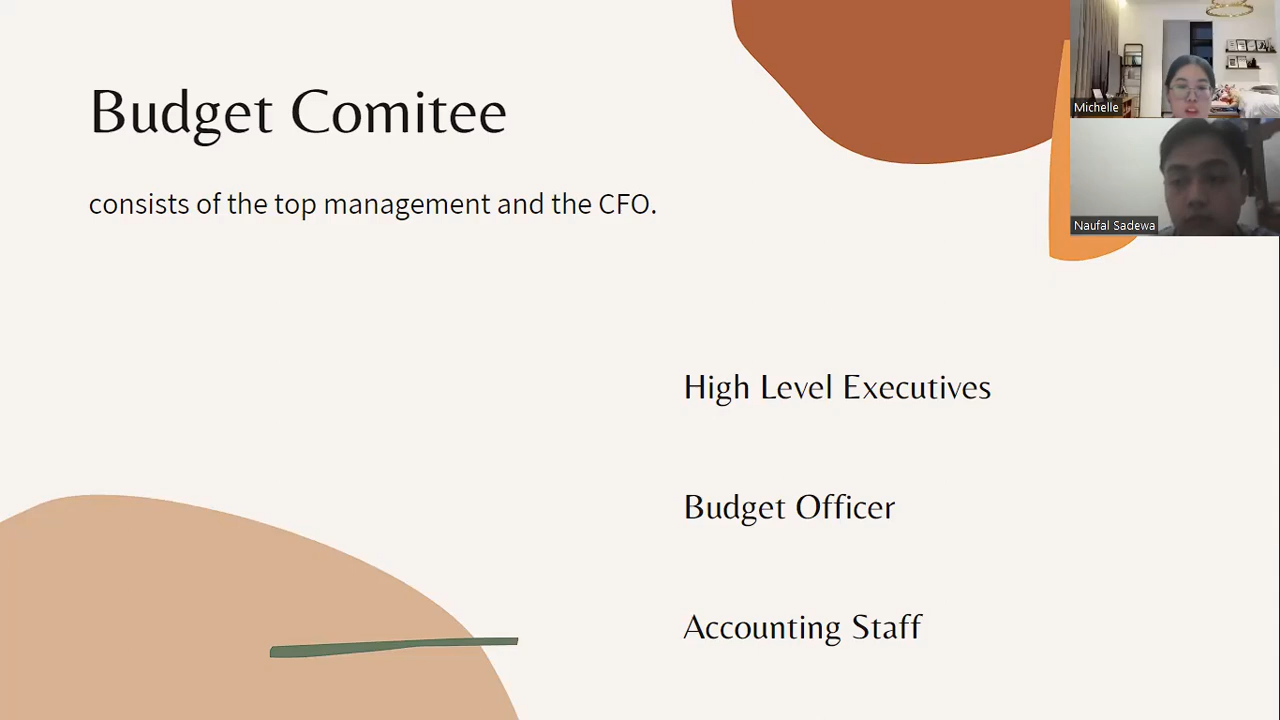 Budget Comitee
consists of the top management and the CFO.
High Level Executives
Budget Officer
Accounting Staff
Michelle
Naufal Sadewa